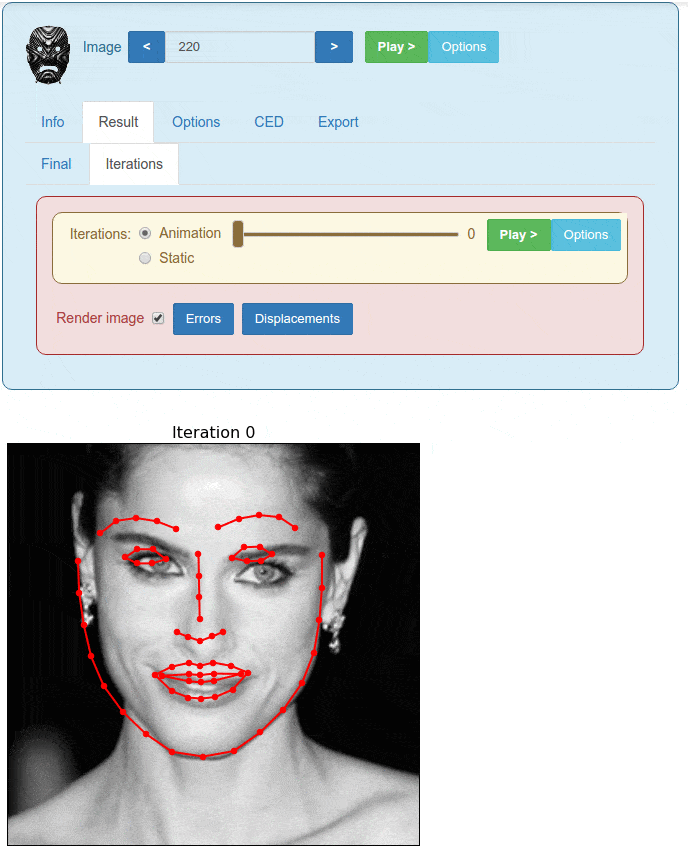 Image < 220 > Play > Options
Info Result Options CED Export
Final Iterations
Iterations: Animation 0 Play > Options
Static
Render image Errors Displacements
Iteration 0